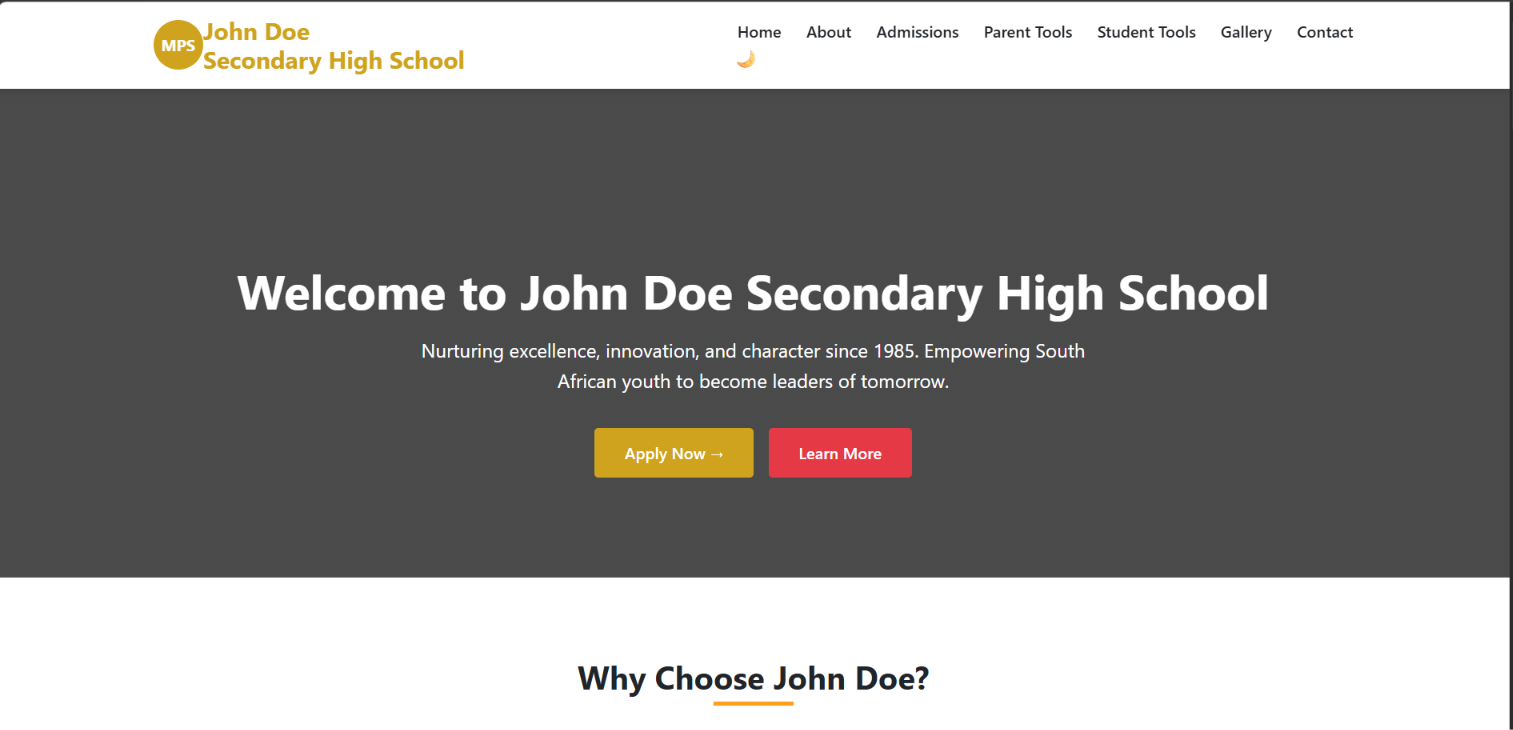 MPS
John Doe
Secondary High School
Home About Admissions Parent Tools Student Tools Gallery Contact
🌙
Welcome to John Doe Secondary High School
Nurturing excellence, innovation, and character since 1985. Empowering South
African youth to become leaders of tomorrow.
Apply Now →
Learn More
Why Choose John Doe?